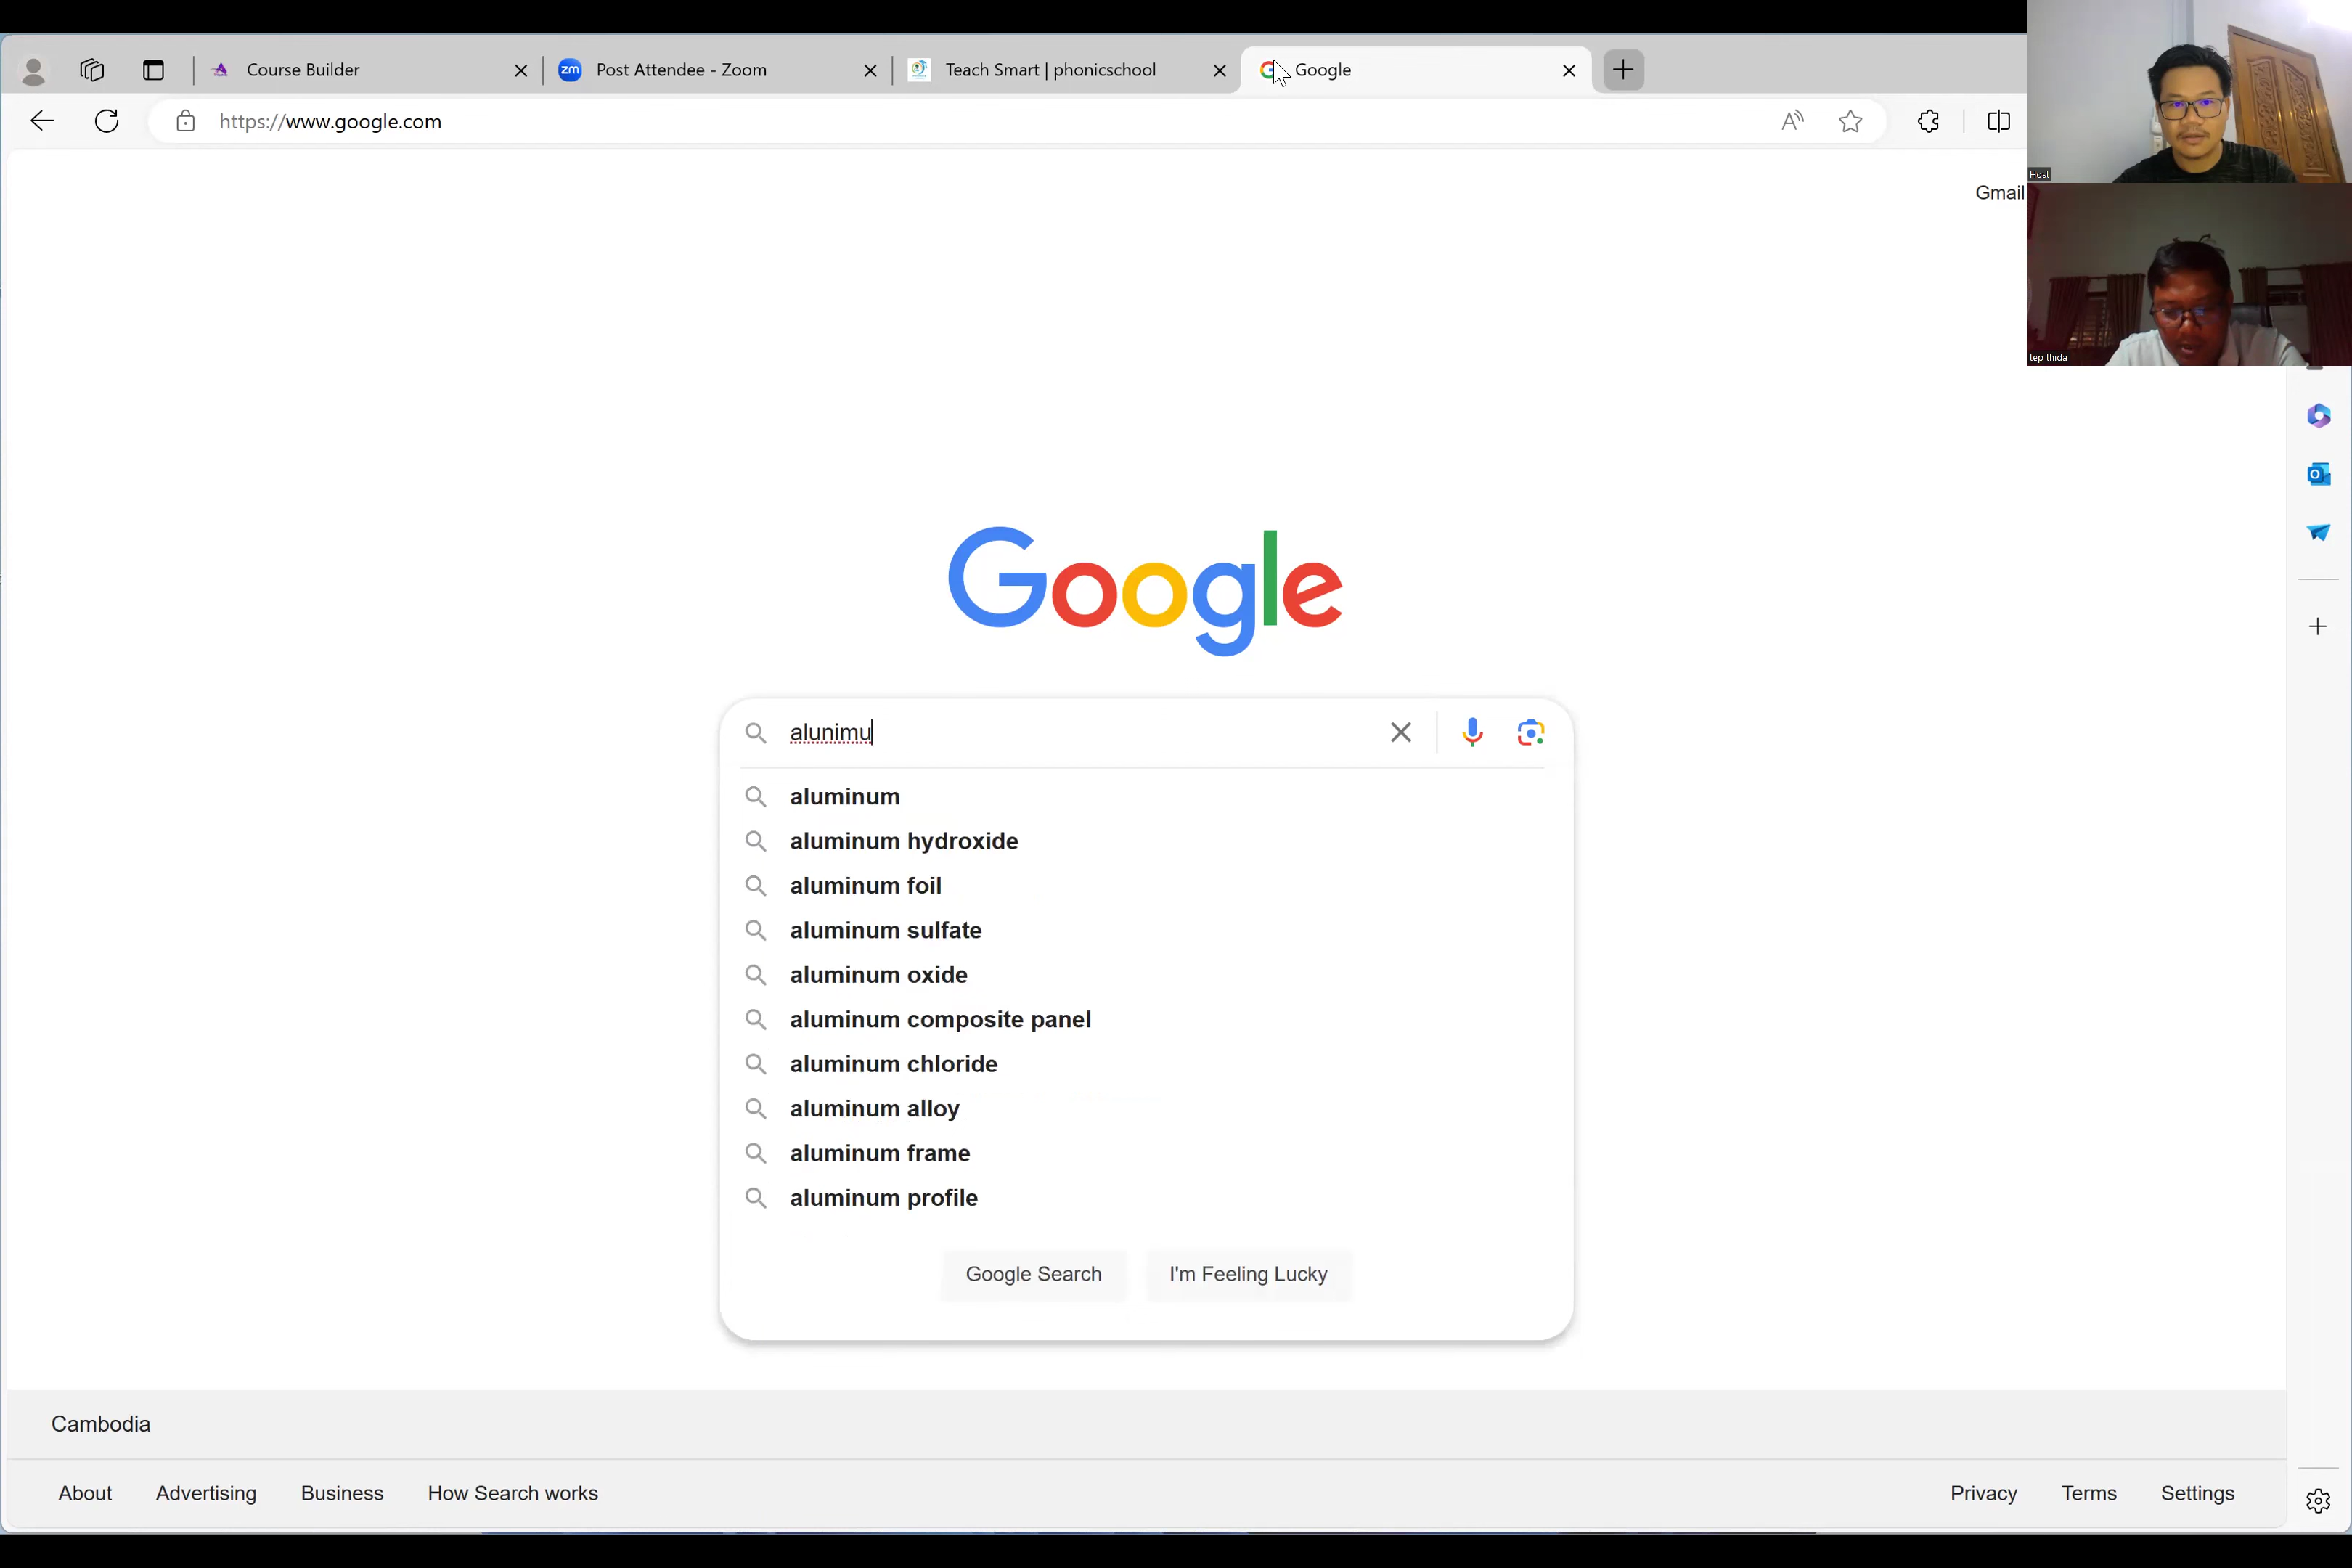 Course Builder
zm
Post Attendee - Zoom
Teach Smart | phonicschool
Google
https://www.google.com
Host
Gmail
tep thida
Google
alunimu
aluminum
aluminum hydroxide
aluminum foil
aluminum sulfate
aluminum oxide
aluminum composite panel
aluminum chloride
aluminum alloy
aluminum frame
aluminum profile
Google Search
I'm Feeling Lucky
Cambodia
About
Advertising
Business
How Search works
Privacy
Terms
Settings